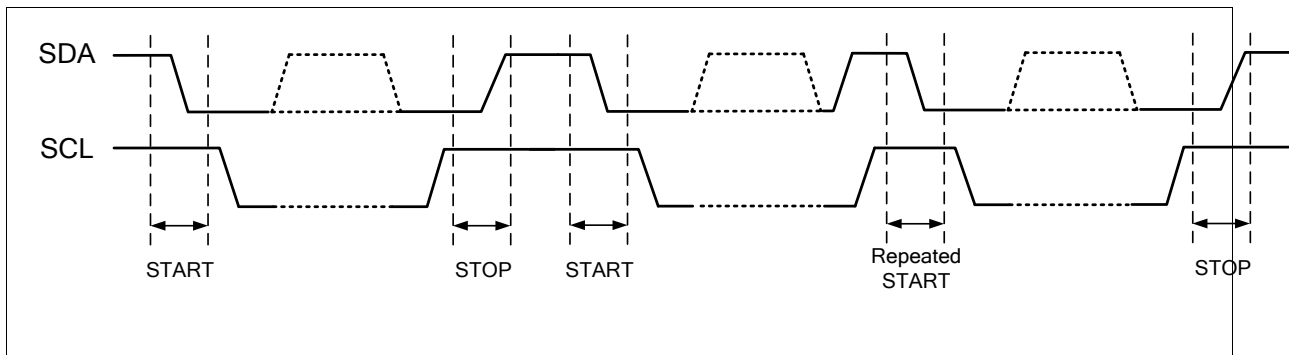 SDA
SCL
START
STOP
START
Repeated
START
STOP